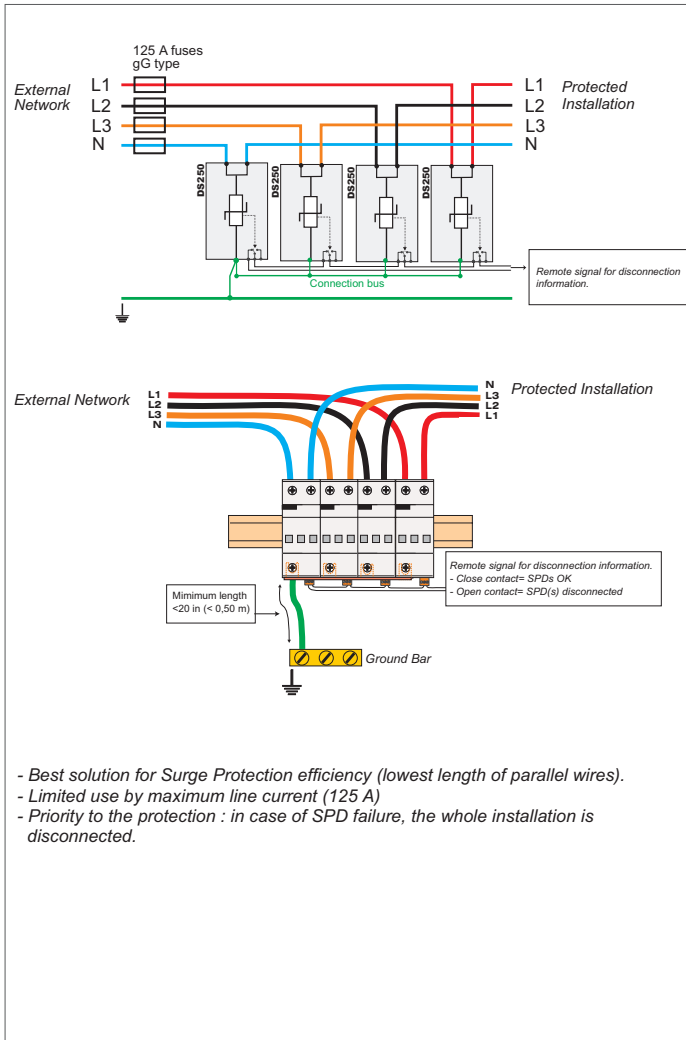 125 A fuses
gG type
External
Network
L1
L2
L3
N
L1
L2
L3
N
Protected
Installation
DS250
DS250
DS250
DS250
Connection bus
Remote signal for disconnection
information.
External Network
L1
L2
L3
N
N
L3
L2
L1
Protected Installation
Remote signal for disconnection information.
- Close contact= SPDs OK
- Open contact= SPD(s) disconnected
Mimimum length
<20 in (< 0,50 m)
Ground Bar
- Best solution for Surge Protection efficiency (lowest length of parallel wires).
- Limited use by maximum line current (125 A)
- Priority to the protection : in case of SPD failure, the whole installation is
disconnected.